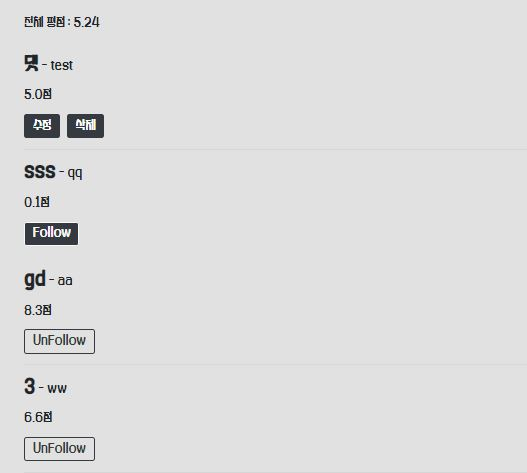 전체 평점 : 5.24
굿 - test
5.0점
수정 삭제
sss - qq
0.1점
Follow
gd - aa
8.3점
UnFollow
3 - ww
6.6점
UnFollow